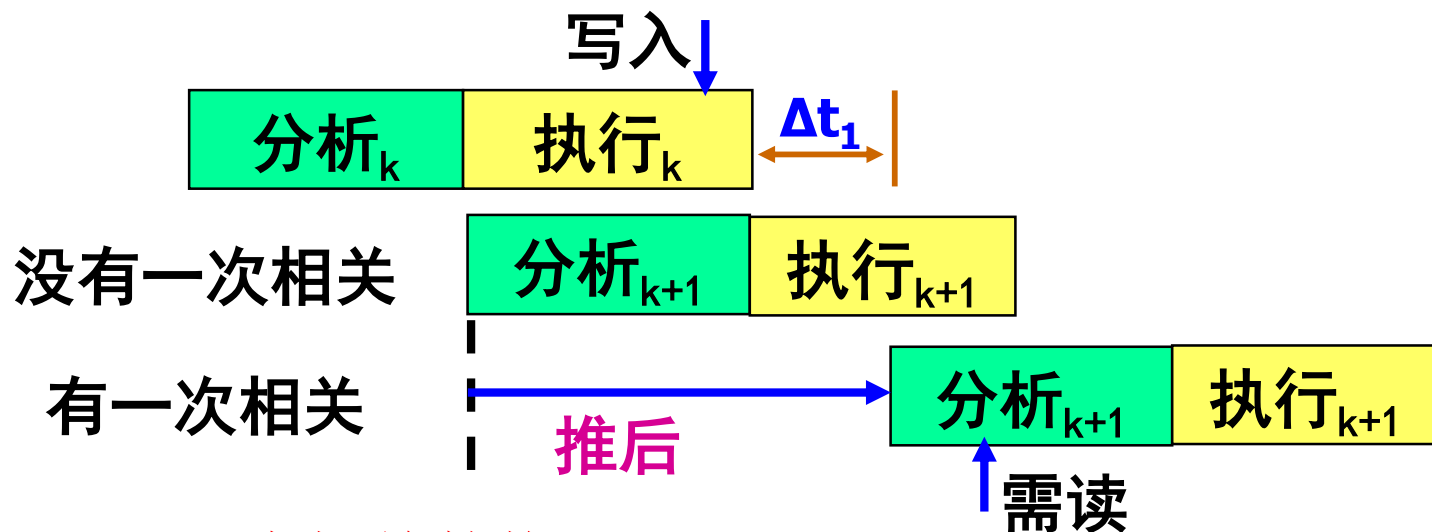 写入
分析k 执行k Δt1
没有一次相关 分析k+1 执行k+1
有一次相关 推后 分析k+1 执行k+1
需读